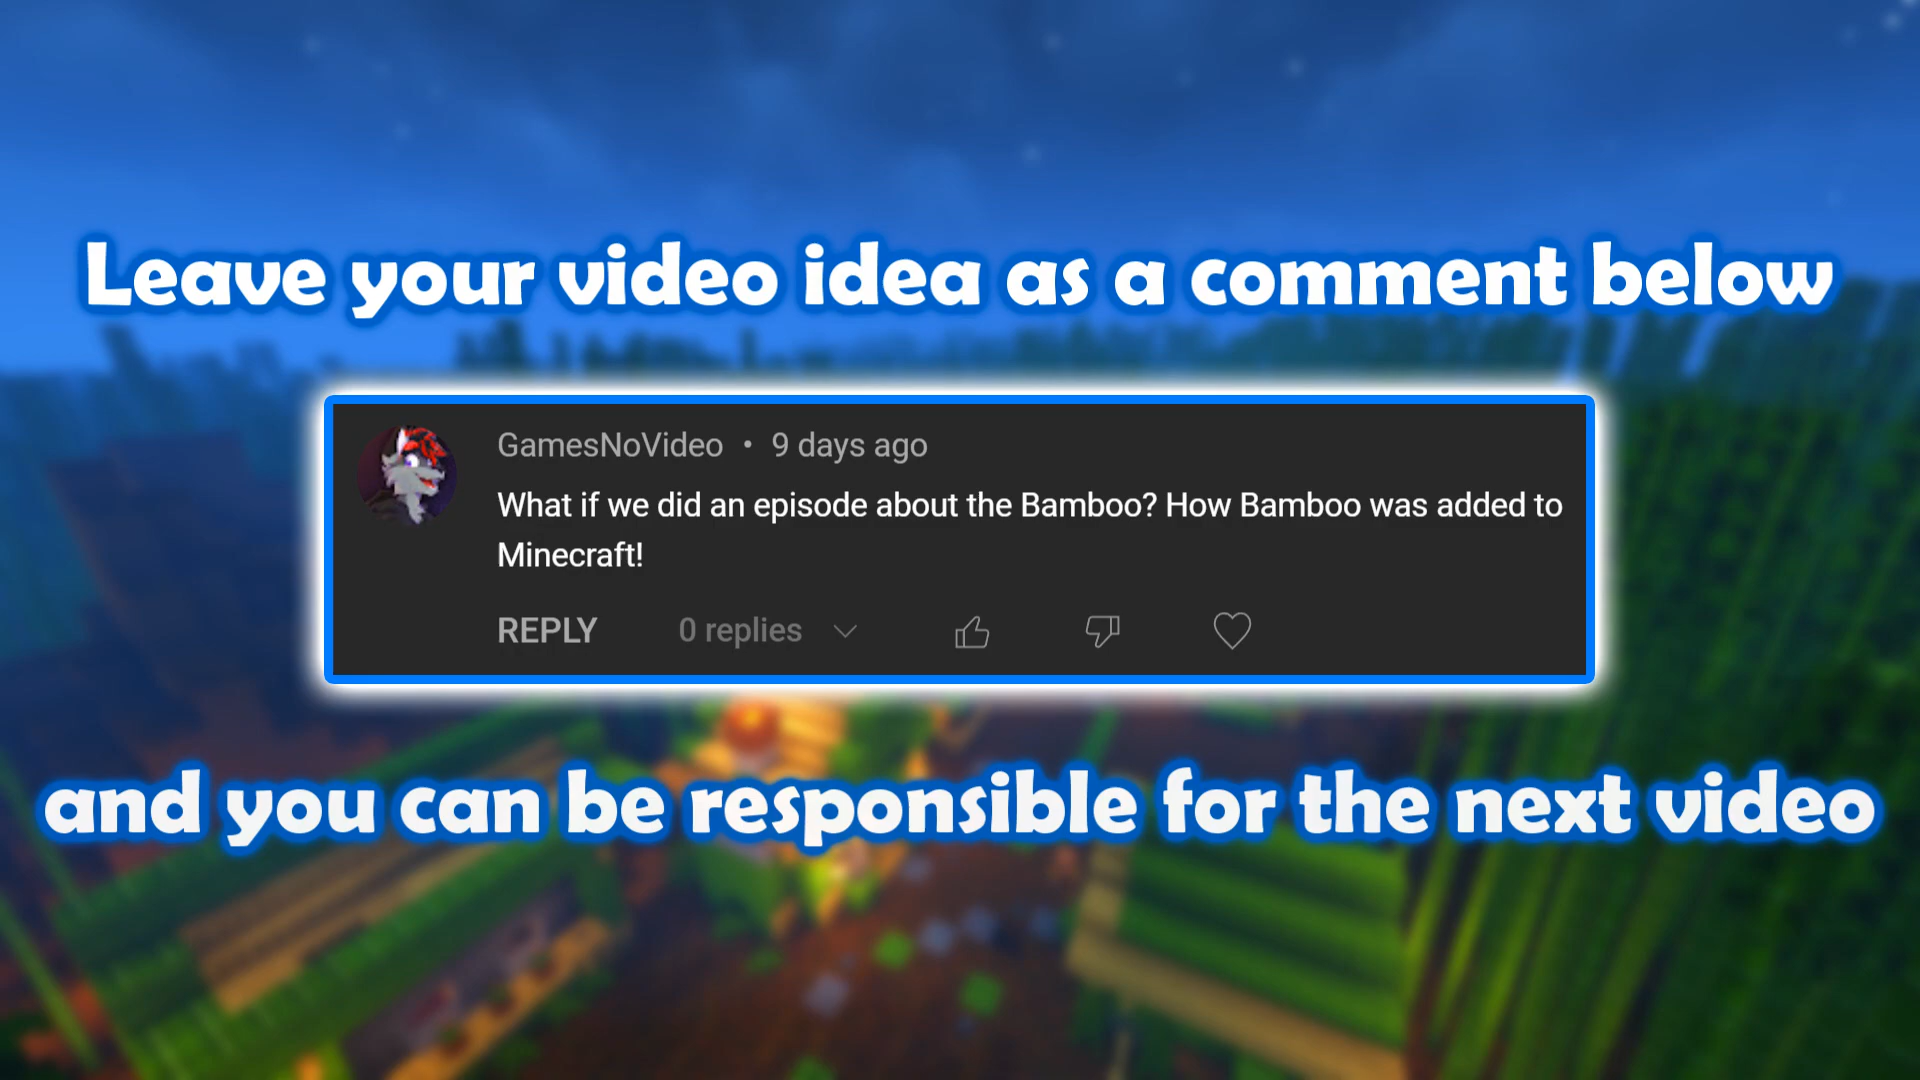 Leave your video idea as a comment below
GamesNoVideo • 9 days ago
What if we did an episode about the Bamboo? How Bamboo was added to
Minecraft!
REPLY 0 replies
and you can be responsible for the next video